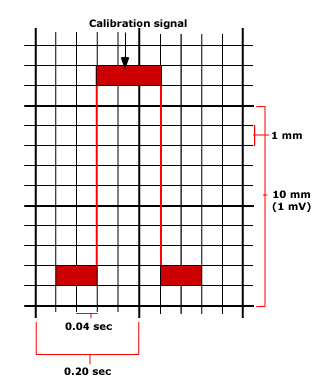 Calibration signal
1 mm
10 mm
(1 mV)
0.04 sec
0.20 sec